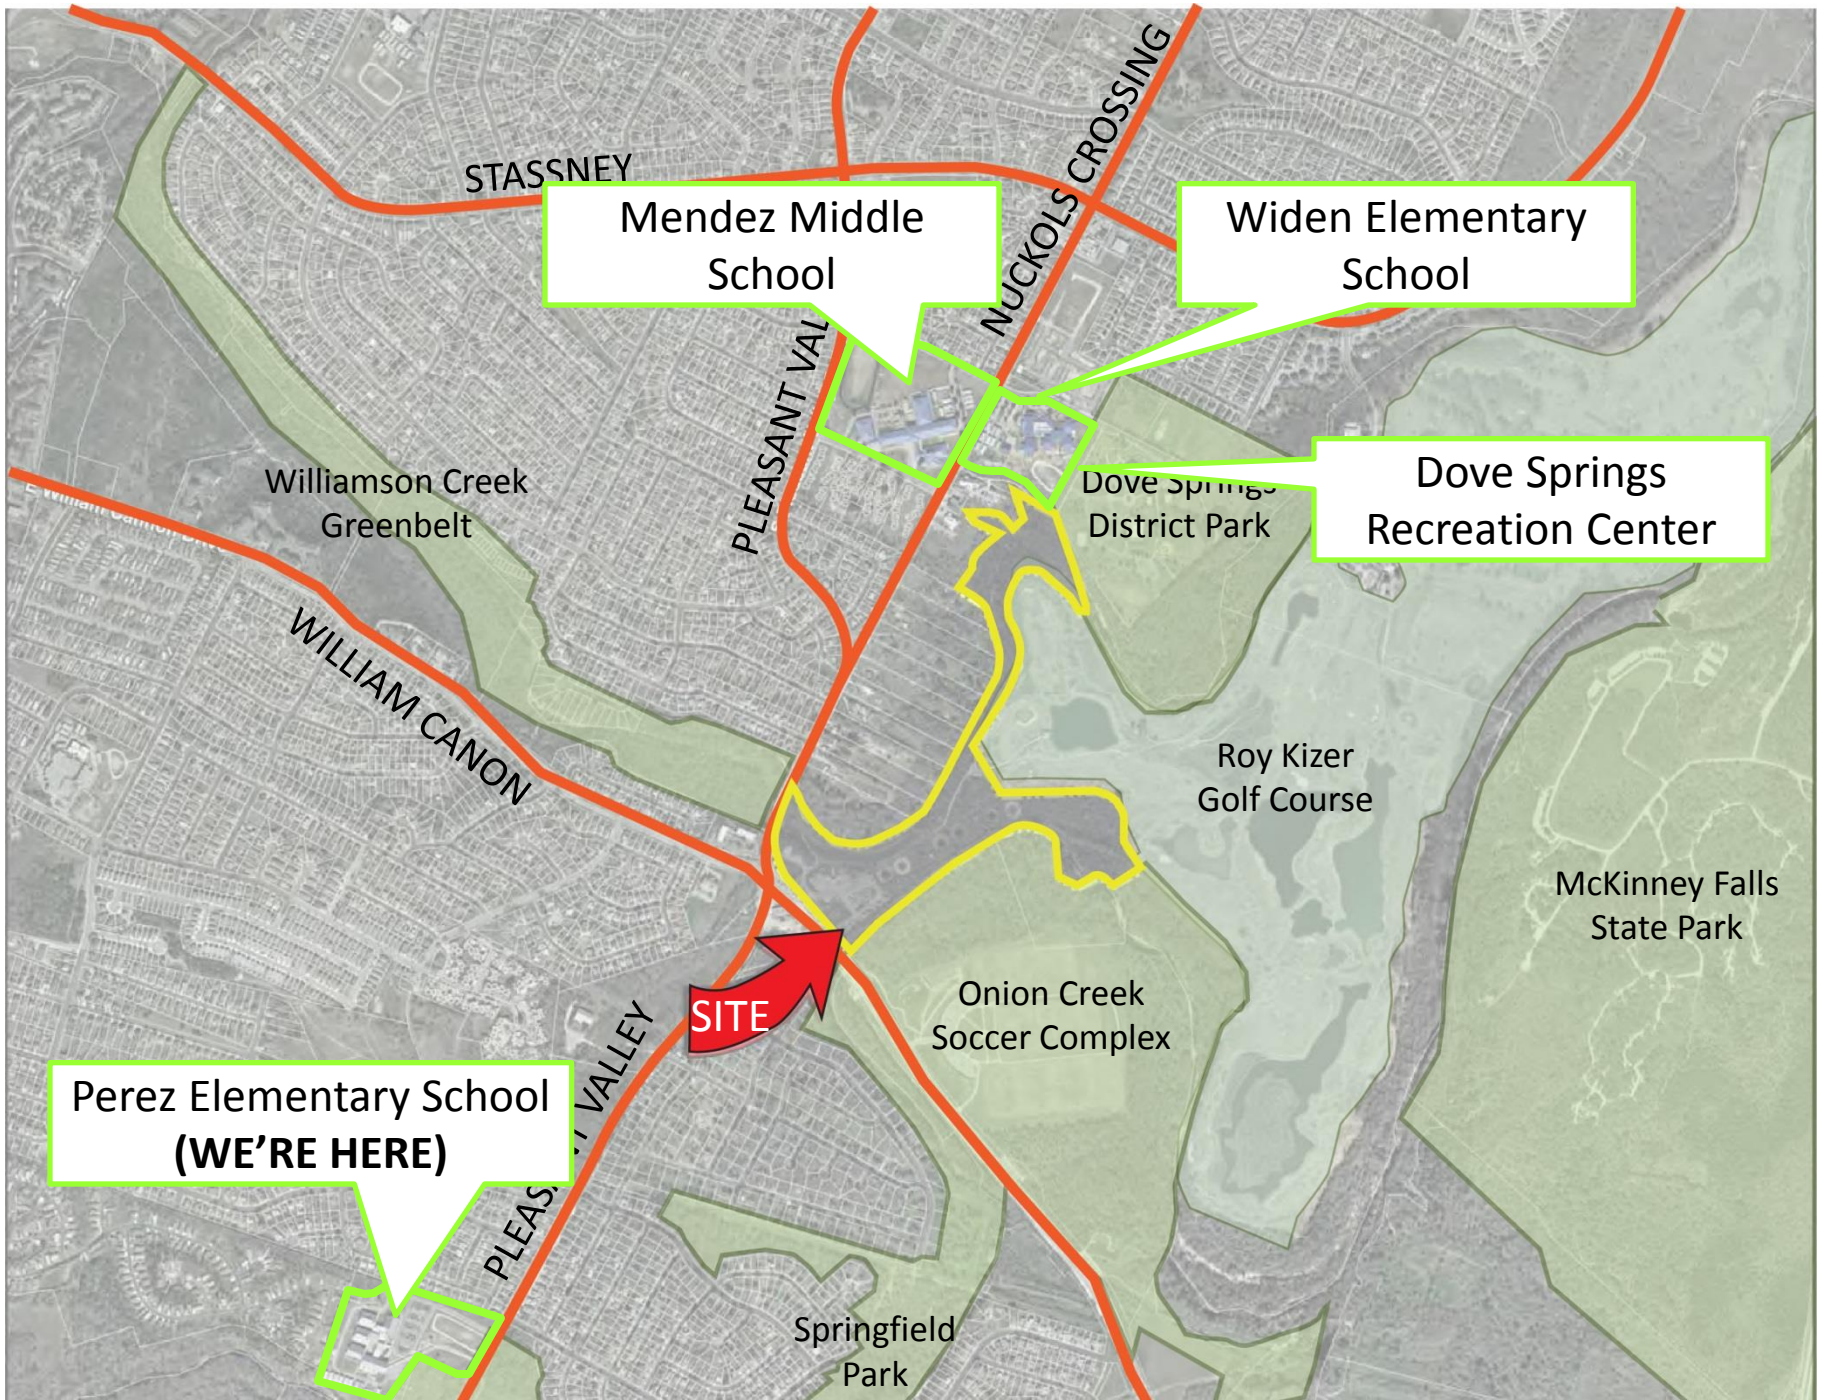 STASSNEY
NUCKOLS CROSSING
Mendez Middle
School
Widen Elementary
School
PLEASANT VAL
Williamson Creek
Greenbelt
Dove Springs
District Park
Dove Springs
Recreation Center
WILLIAM CANON
Roy Kizer
Golf Course
McKinney Falls
State Park
SITE
Onion Creek
Soccer Complex
Perez Elementary School
(WE'RE HERE)
PLEASANT VALLEY
Springfield
Park